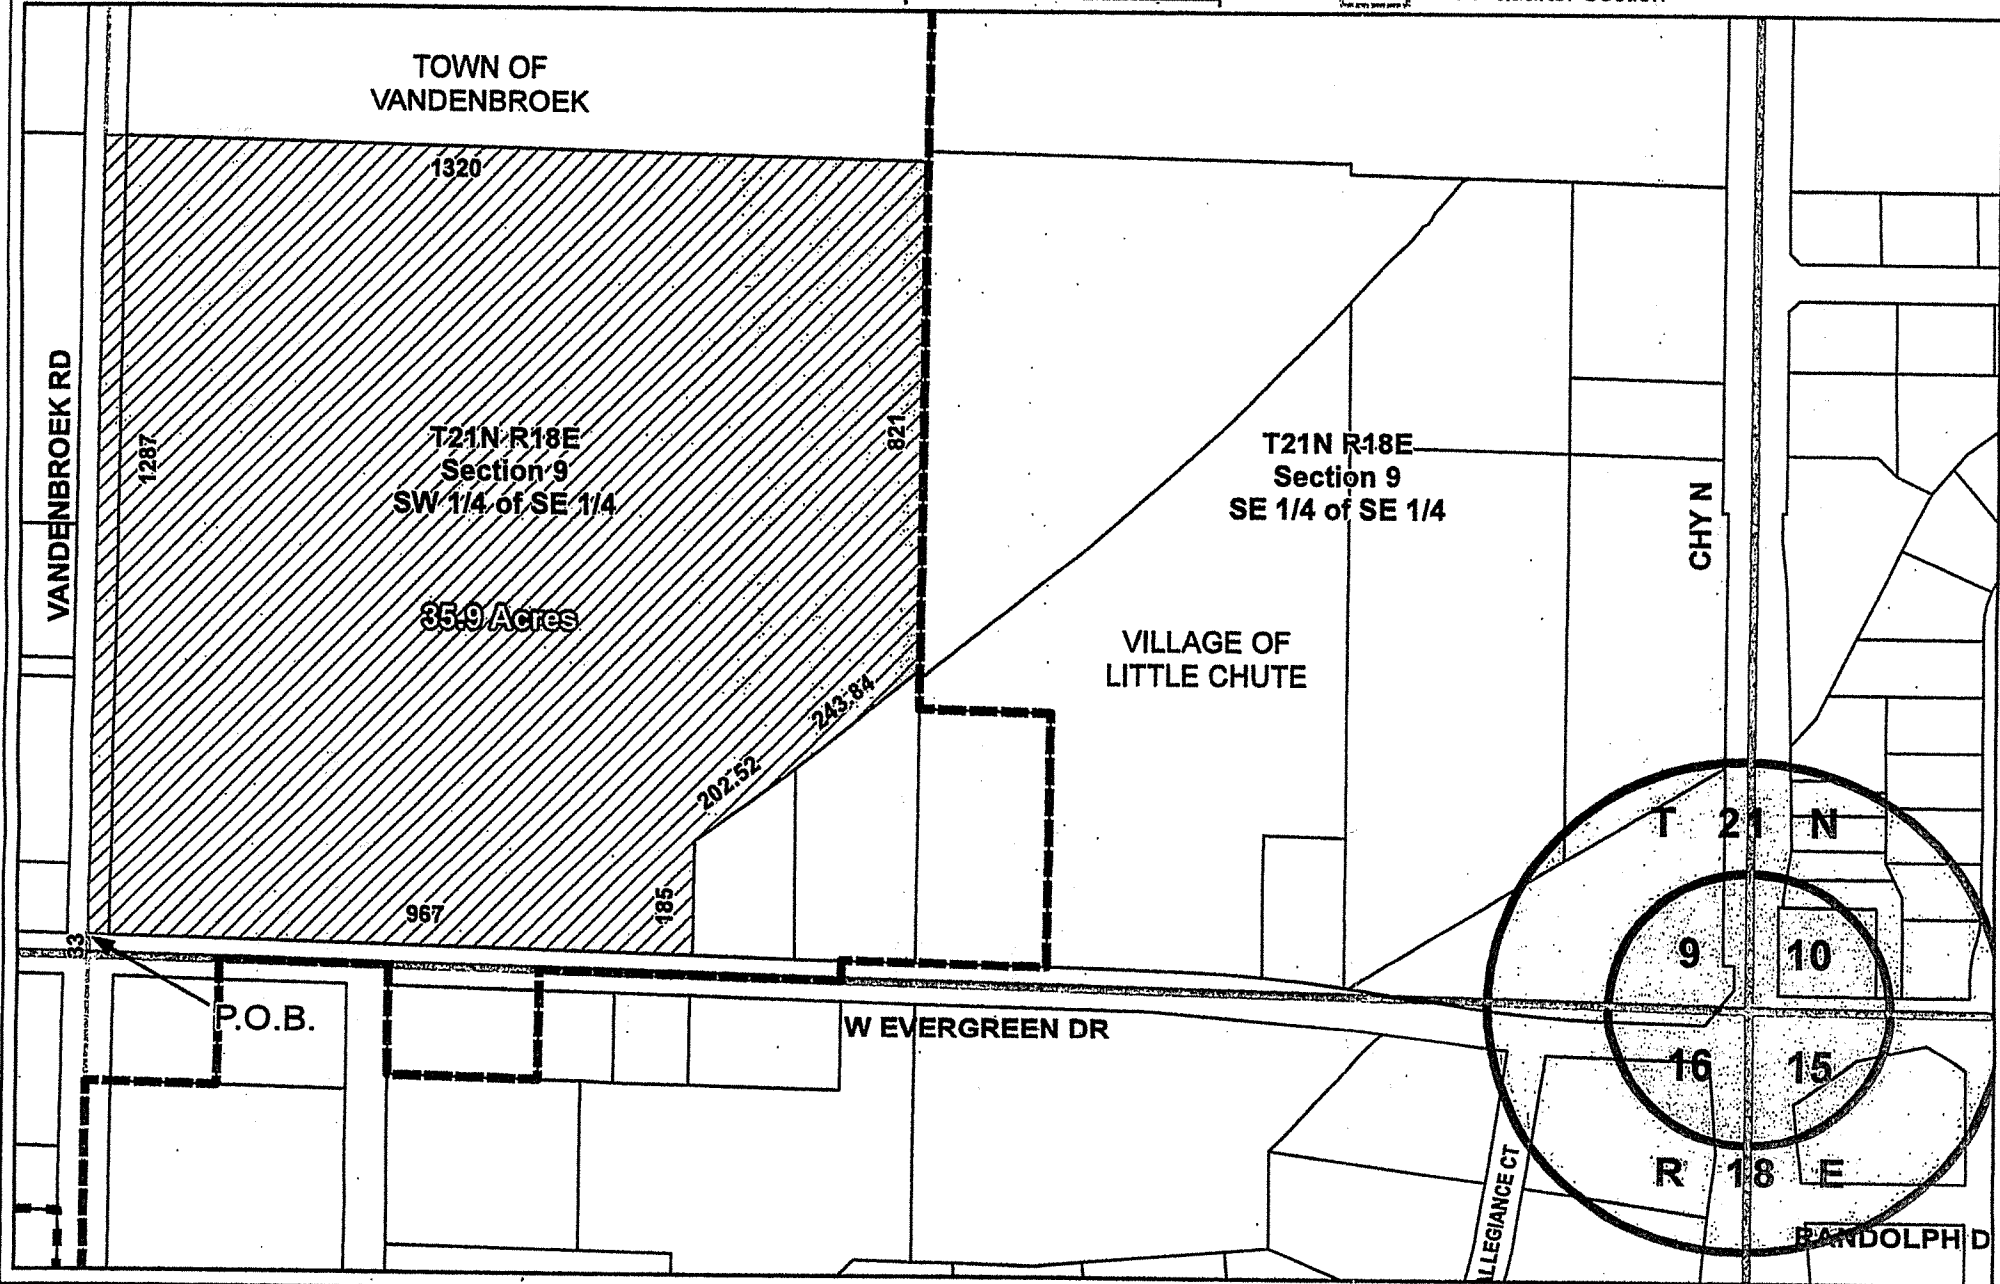 TOWN OF
VANDENBROEK
1320
VANDENBROEK RD
1287
821
T21N R18E
Section 9
SW 1/4 of SE 1/4
T21N R18E
Section 9
SE 1/4 of SE 1/4
CHY N
35.9 Acres
VILLAGE OF
LITTLE CHUTE
243.84
202.52
185
967
33
P.O.B.
W EVERGREEN DR
T 21 N
9 10
16 15
R 18 E
ALLEGIANCE CT
RANDOLPH D